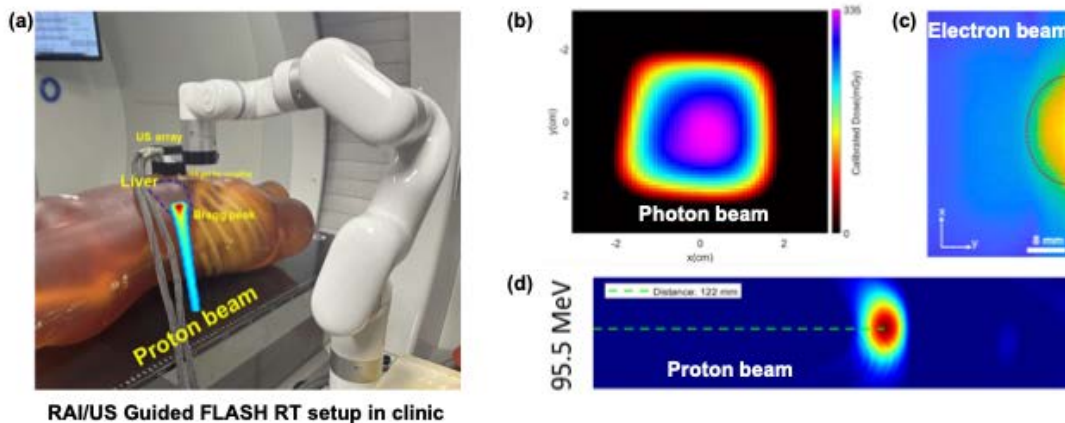 (a)
US array
Liver
Bragg peak
Proton beam
RAI/US Guided FLASH RT setup in clinic
(b)
335
Calibrated Dose(mGy)
0
y(cm)
0
2
-2
0
2
x(cm)
Photon beam
(c)
Electron beam
x
y
8 mm
(d)
95.5 MeV
Distance: 122 mm
Proton beam